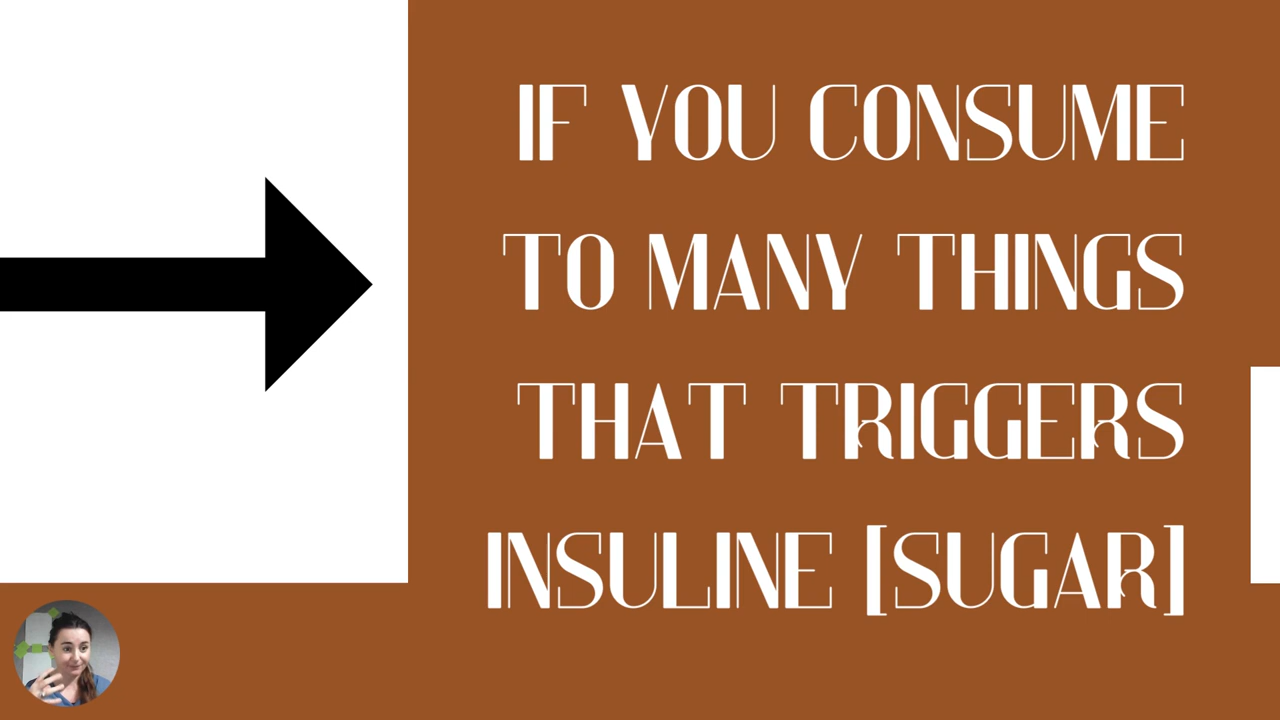 IF YOU CONSUME
TO MANY THINGS
THAT TRIGGERS
INSULINE [SUGAR]